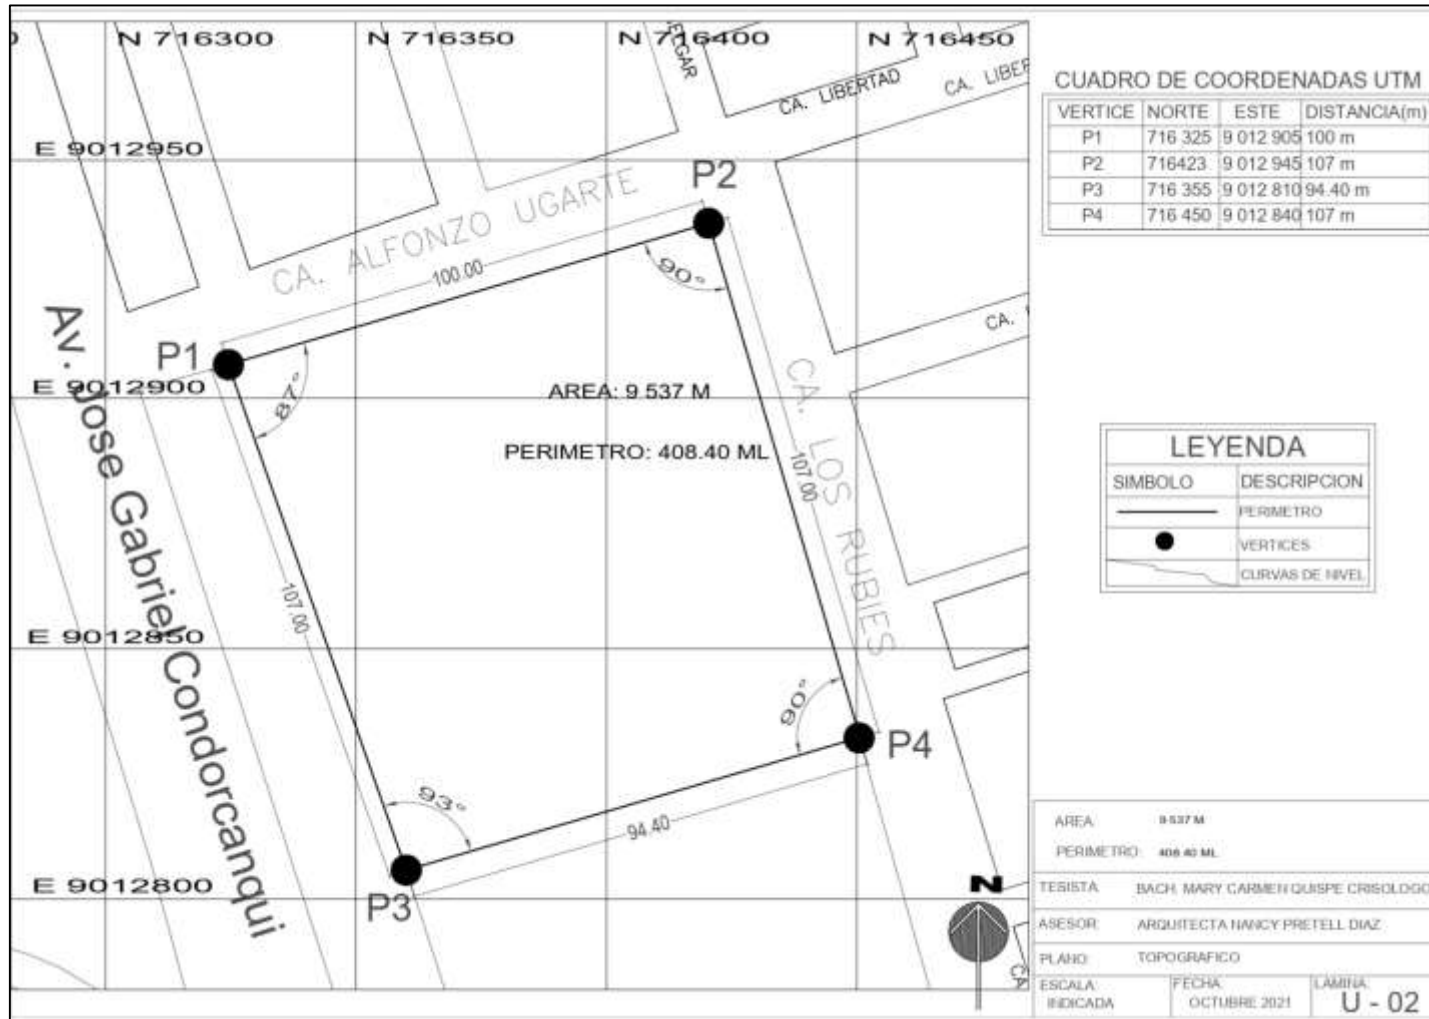 N 716300
N 716350
N 716400
N 716450
CA. LIBERTAD
E 9012950
P2
CA. ALFONZO UGARTE
100.00
90°
P1
87°
E 9012900
AREA: 9 537 M
PERIMETRO: 408.40 ML
Av. Jose Gabriel Condorcanqui
CA. LOS RUBIES
107.00
107.00
E 9012850
90°
P4
93°
94.40
E 9012800
P3
N
CUADRO DE COORDENADAS UTM
VERTICE NORTE ESTE DISTANCIA(m)
P1 716 325 9 012 905 100 m
P2 716423 9 012 945 107 m
P3 716 355 9 012 810 94.40 m
P4 716 450 9 012 840 107 m
LEYENDA
SIMBOLO DESCRIPCION
PERIMETRO
VERTICES
CURVAS DE NIVEL
AREA: 9 537 M
PERIMETRO: 408.40 ML
TESISTA: BACH. MARY CARMEN QUISPE CRISOLOGO
ASESOR: ARQUITECTA NANCY PRETELL DIAZ
PLANO: TOPOGRAFICO
ESCALA: INDICADA
FECHA: OCTUBRE 2021
LAMINA: U - 02